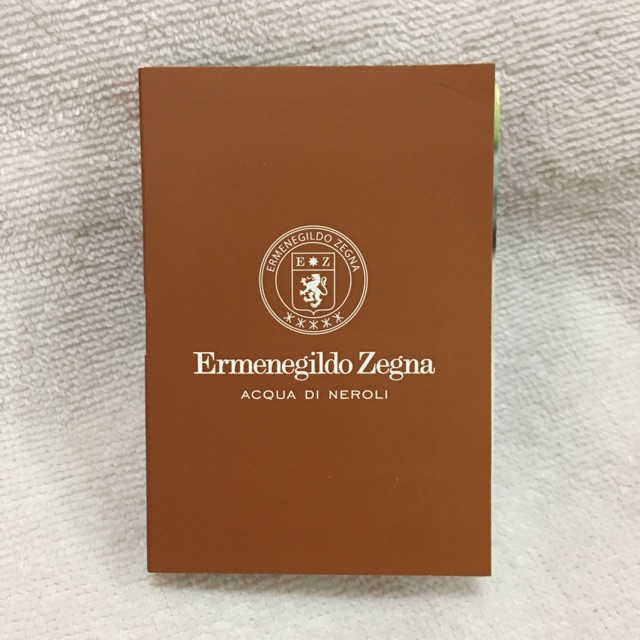 ERMENEGILDO ZEGNA
E Z
Ermenegildo Zegna
ACQUA DI NEROLI